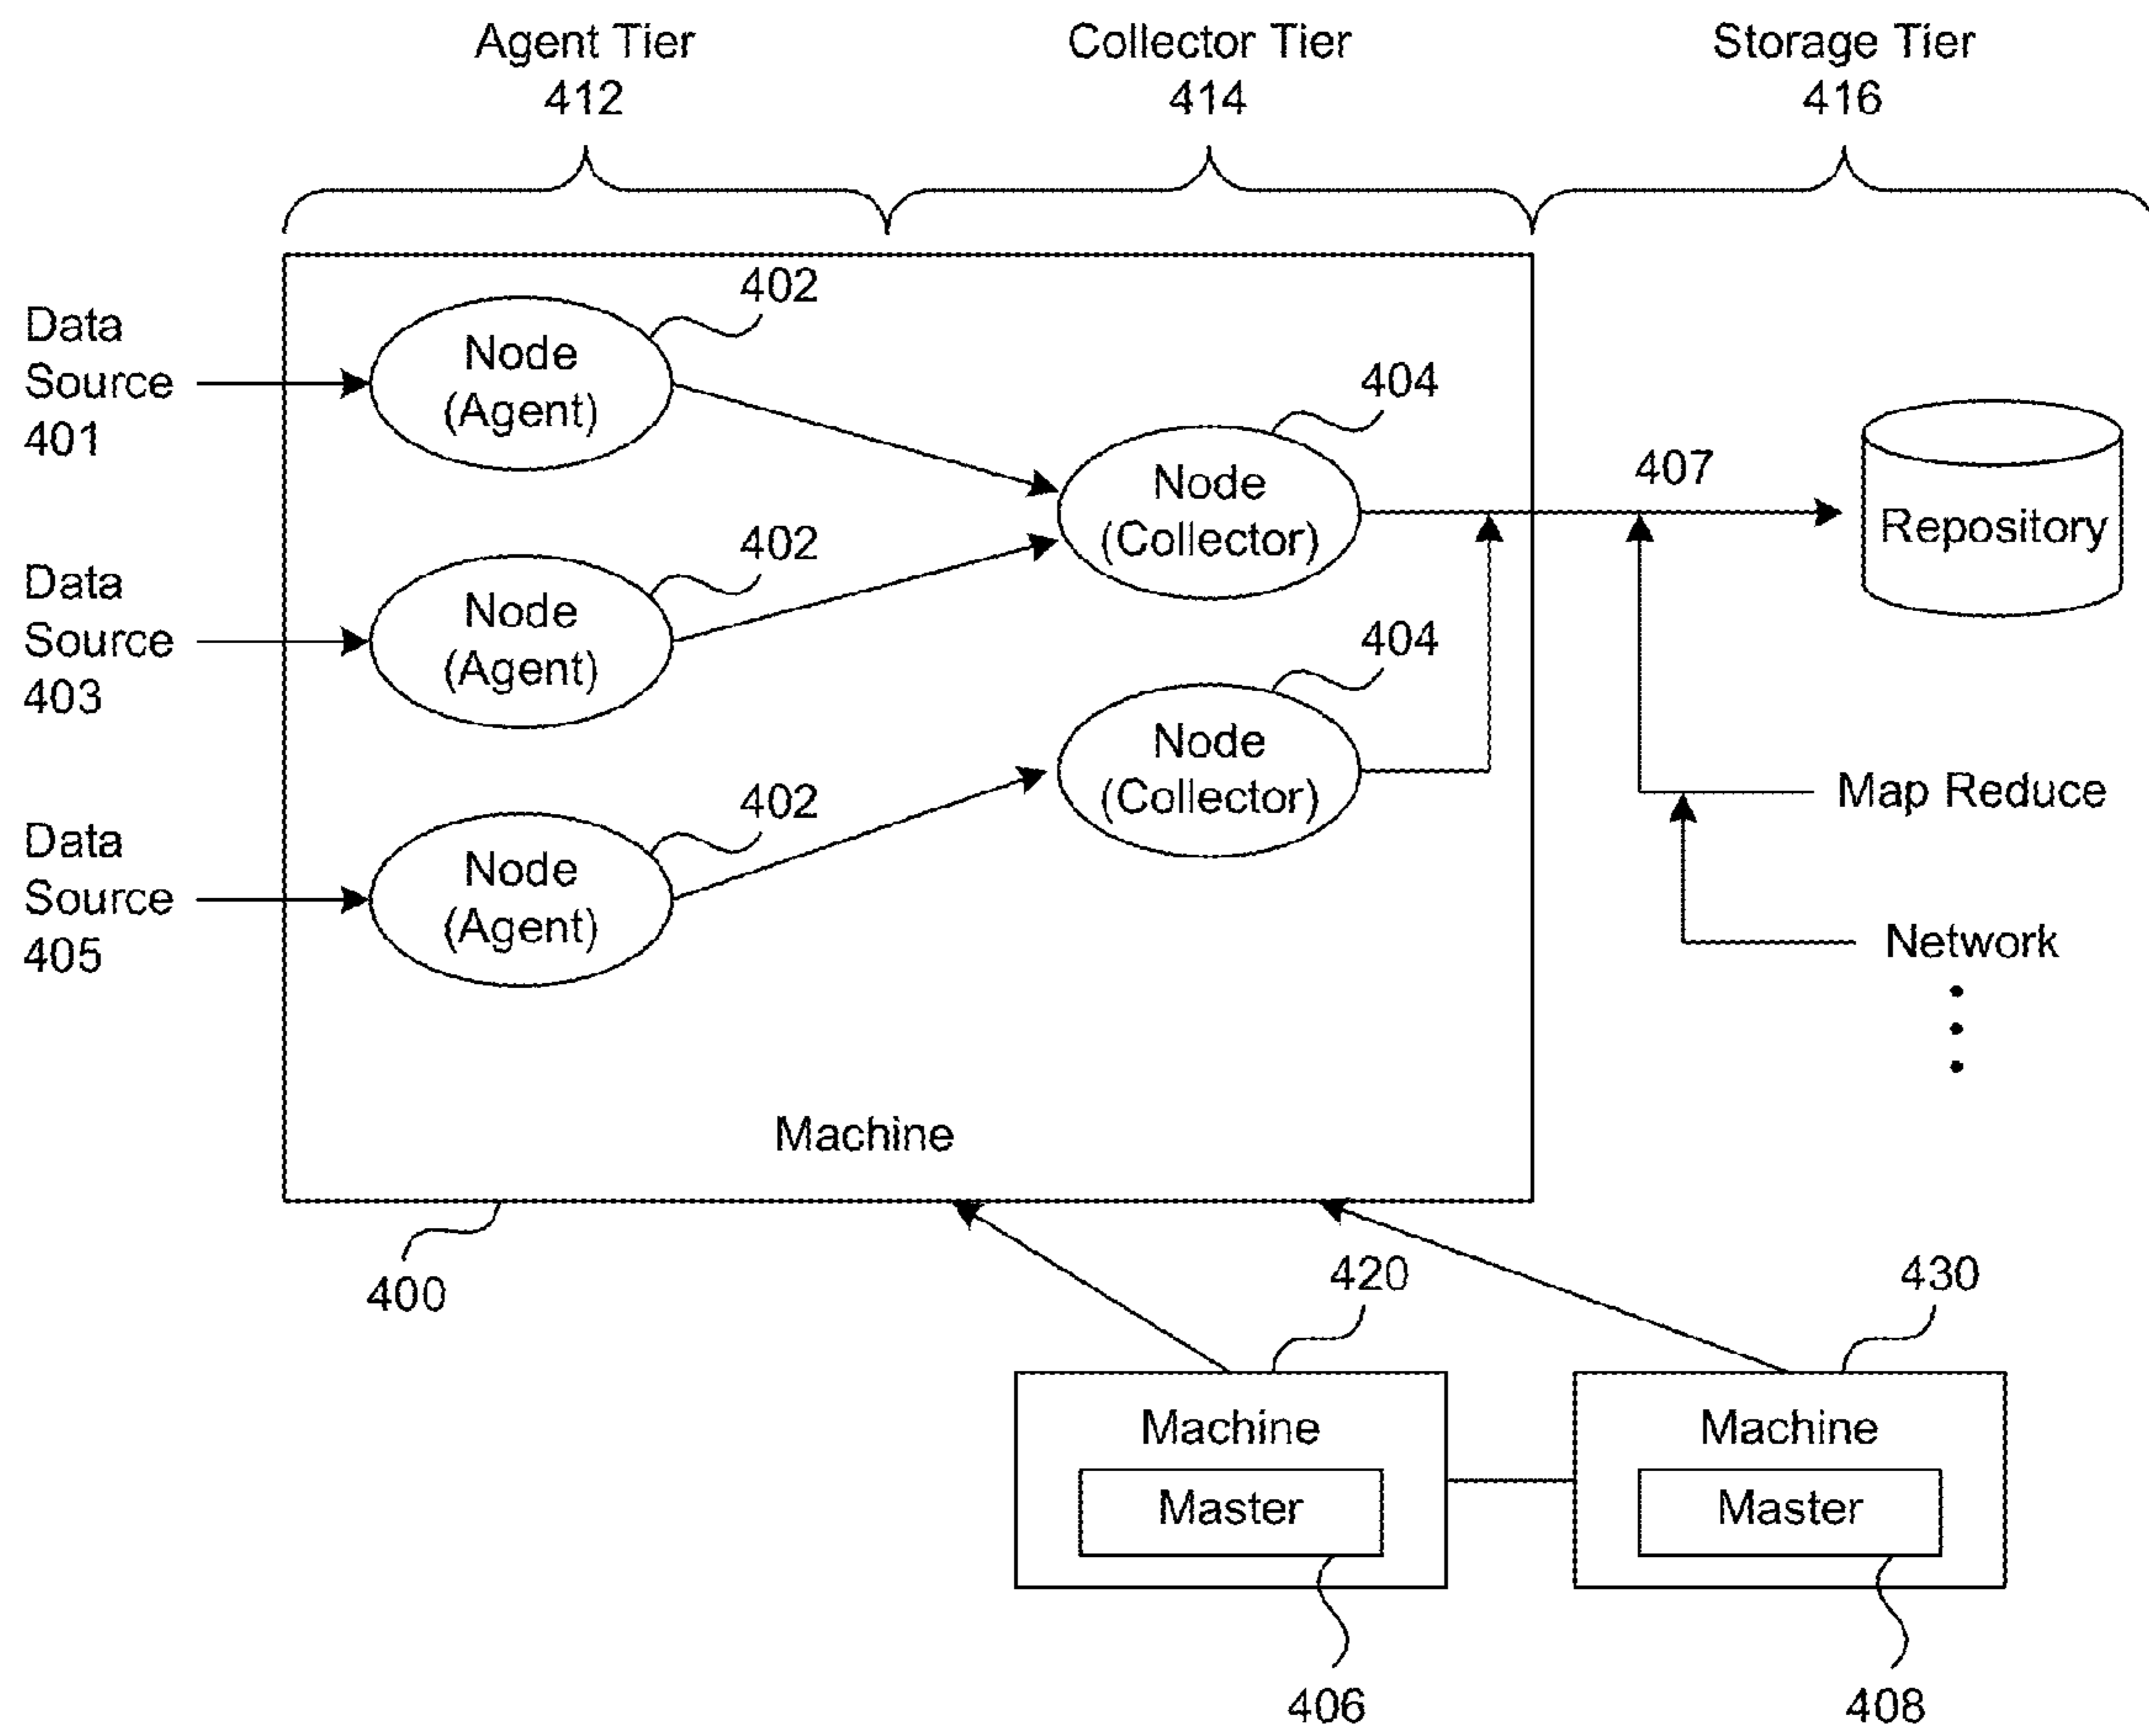 Agent Tier
412
Collector Tier
414
Storage Tier
416
Data
Source
401
Node
(Agent)
402
Data
Source
403
Node
(Agent)
402
Data
Source
405
Node
(Agent)
402
Node
(Collector)
404
Node
(Collector)
404
407
Repository
Map Reduce
Network
Machine
400
420
Machine
Master
406
430
Machine
Master
408